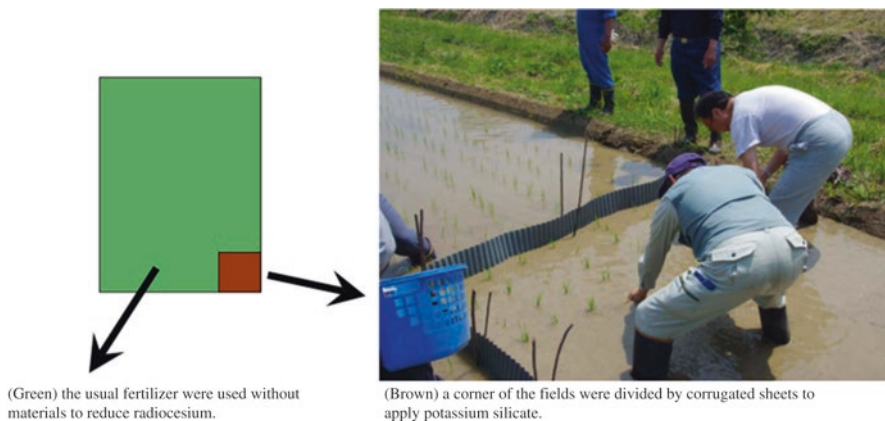 (Green) the usual fertilizer were used without
materials to reduce radiocesium.
(Brown) a corner of the fields were divided by corrugated sheets to
apply potassium silicate.